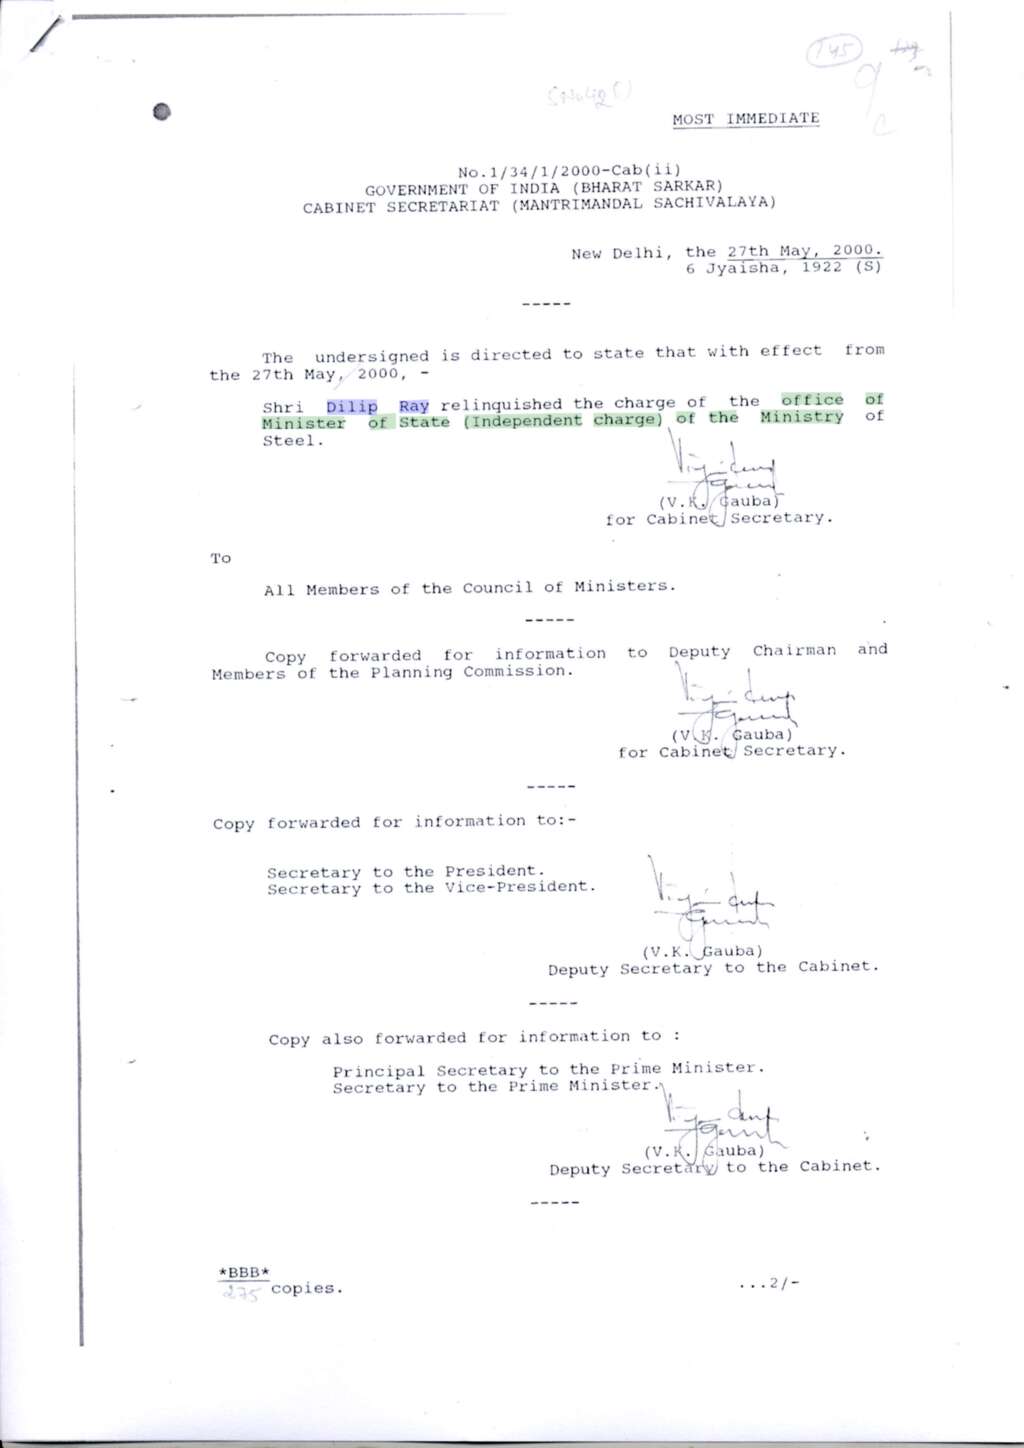 145
MOST IMMEDIATE
No.1/34/1/2000-Cab(ii)
GOVERNMENT OF INDIA (BHARAT SARKAR)
CABINET SECRETARIAT (MANTRIMANDAL SACHIVALAYA)
New Delhi, the 27th May, 2000.
6 Jyaisha, 1922 (S)
-----
The undersigned is directed to state that with effect from
the 27th May, 2000, -
Shri Dilip Ray relinquished the charge of the office of
Minister of State (Independent charge) of the Ministry of
Steel.
(V.K. Gauba)
for Cabinet Secretary.
To
All Members of the Council of Ministers.
-----
Copy forwarded for information to Deputy Chairman and
Members of the Planning Commission.
(V.K. Gauba)
for Cabinet Secretary.
-----
Copy forwarded for information to:-
Secretary to the President.
Secretary to the Vice-President.
(V.K. Gauba)
Deputy Secretary to the Cabinet.
-----
Copy also forwarded for information to :
Principal Secretary to the Prime Minister.
Secretary to the Prime Minister.
(V.K. Gauba)
Deputy Secretary to the Cabinet.
-----
*BBB*
275 copies.
...2/-